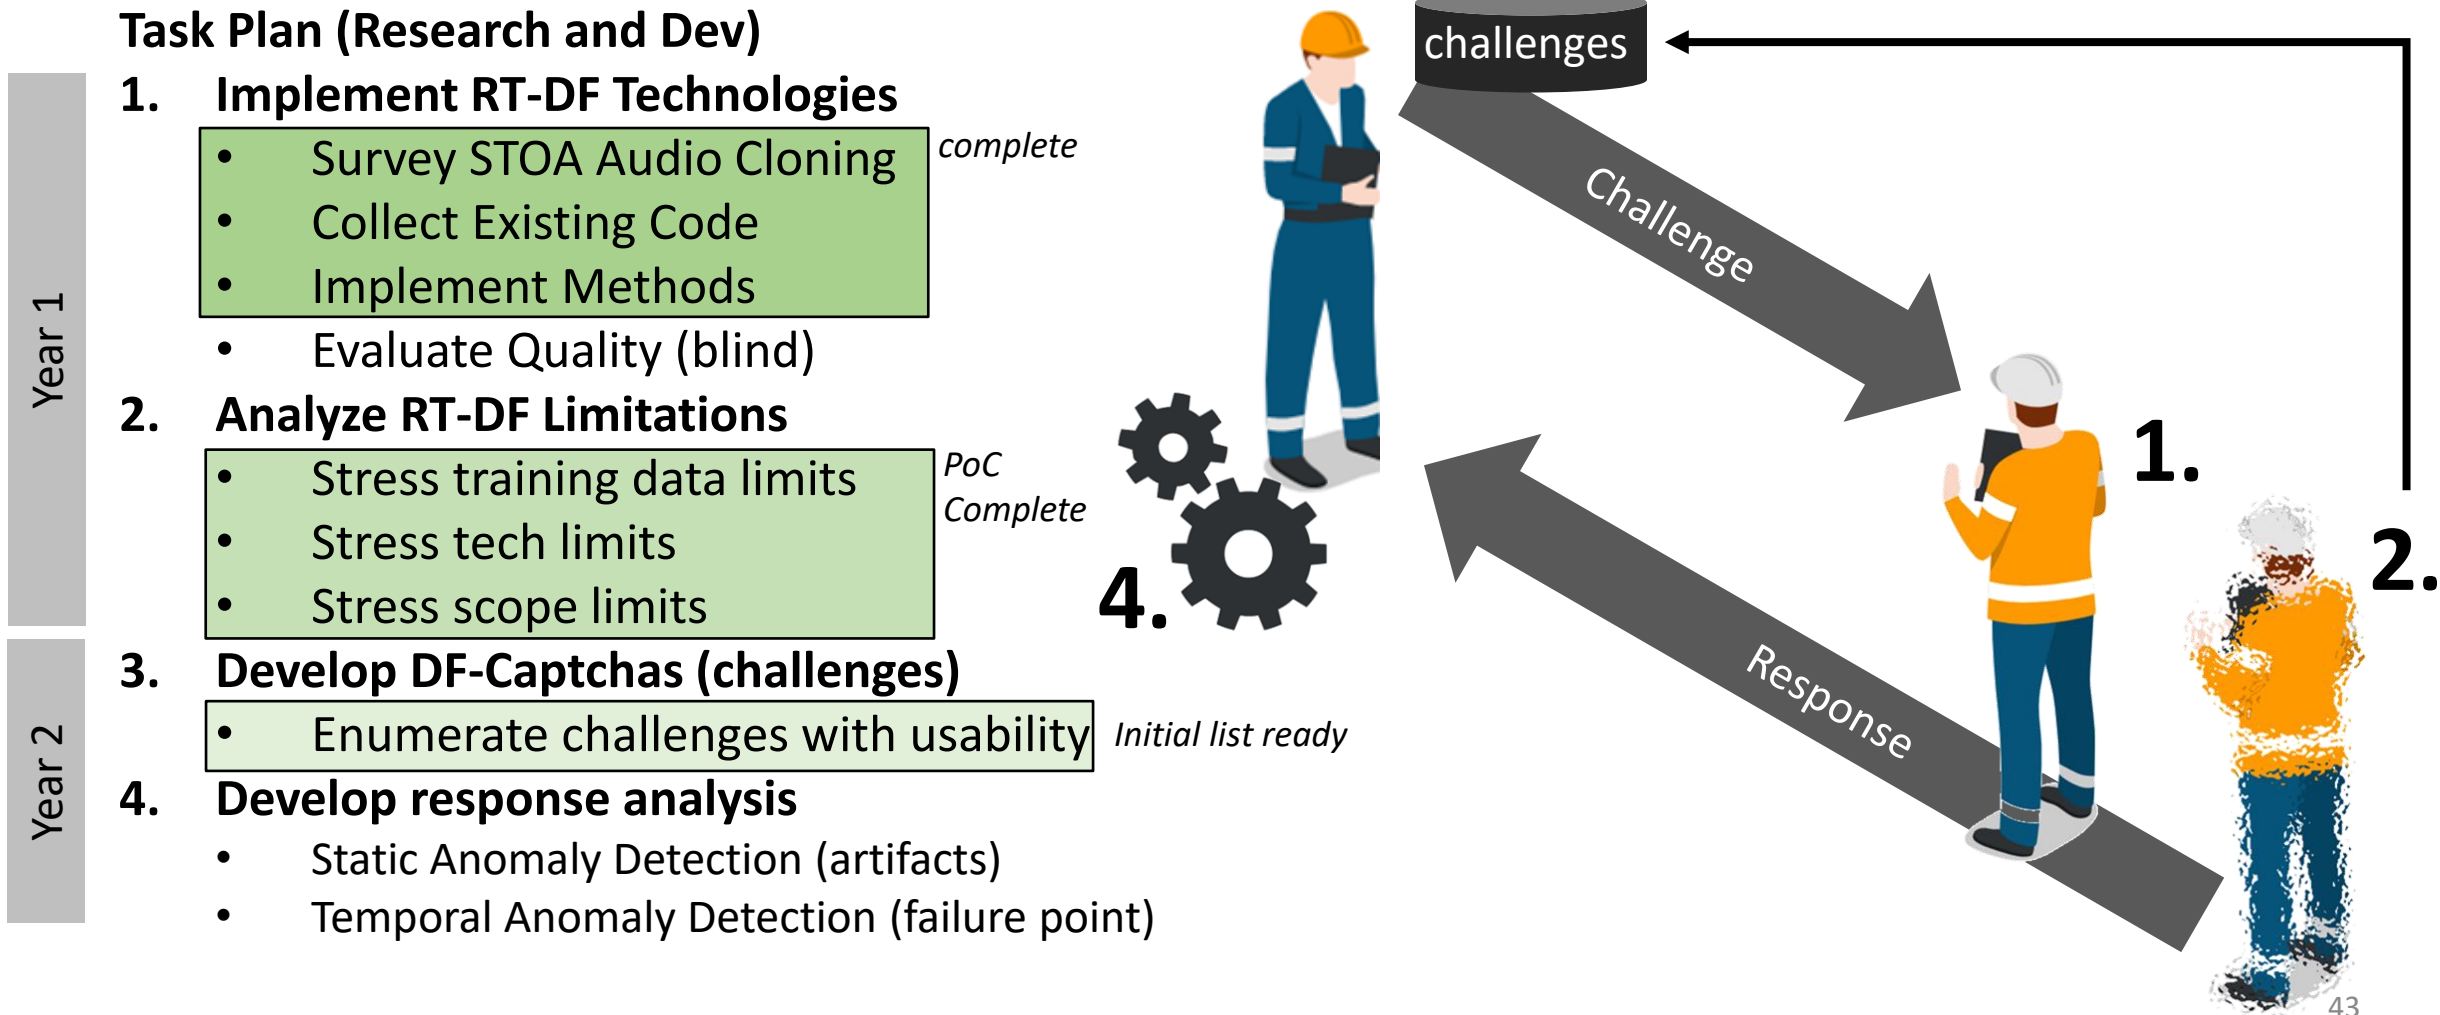 Task Plan (Research and Dev)
1. Implement RT-DF Technologies
• Survey STOA Audio Cloning
complete
• Collect Existing Code
• Implement Methods
• Evaluate Quality (blind)
2. Analyze RT-DF Limitations
• Stress training data limits
PoC
Complete
• Stress tech limits
• Stress scope limits
3. Develop DF-Captchas (challenges)
• Enumerate challenges with usability
Initial list ready
4. Develop response analysis
• Static Anomaly Detection (artifacts)
• Temporal Anomaly Detection (failure point)
Year 1
Year 2
challenges
Challenge
1.
2.
Response
4.
43